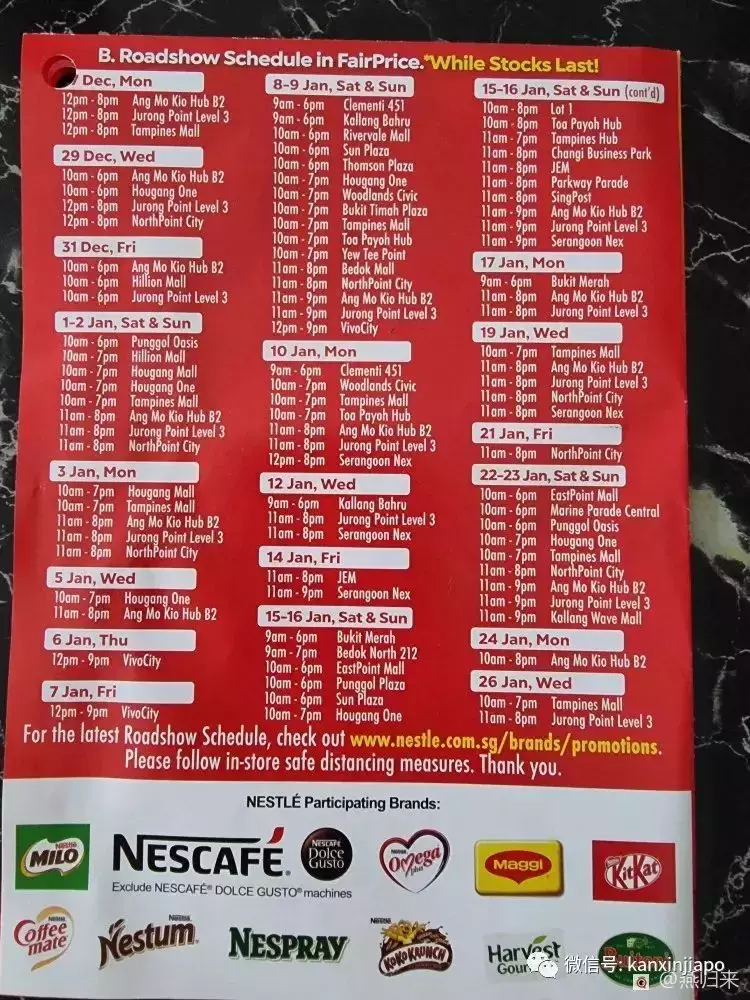 B. Roadshow Schedule in FairPrice.*While Stocks Last!
7 Dec, Mon
12pm - 8pm Ang Mo Kio Hub B2
12pm - 8pm Jurong Point Level 3
12pm - 8pm Tampines Mall
29 Dec, Wed
10am - 6pm Ang Mo Kio Hub B2
10am - 6pm Hougang One
12pm - 8pm Jurong Point Level 3
12pm - 8pm NorthPoint City
31 Dec, Fri
10am - 6pm Ang Mo Kio Hub B2
10am - 6pm Hillion Mall
10am - 6pm Jurong Point Level 3
1-2 Jan, Sat & Sun
10am - 6pm Punggol Oasis
10am - 7pm Hillion Mall
10am - 7pm Hougang Mall
10am - 7pm Hougang One
10am - 7pm Tampines Mall
11am - 8pm Ang Mo Kio Hub B2
11am - 8pm Jurong Point Level 3
11am - 8pm NorthPoint City
3 Jan, Mon
10am - 7pm Hougang Mall
10am - 7pm Tampines Mall
11am - 8pm Ang Mo Kio Hub B2
11am - 8pm Jurong Point Level 3
11am - 8pm NorthPoint City
5 Jan, Wed
10am - 7pm Hougang One
11am - 8pm Ang Mo Kio Hub B2
6 Jan, Thu
12pm - 9pm VivoCity
7 Jan, Fri
12pm - 9pm VivoCity
8-9 Jan, Sat & Sun
9am - 6pm Clementi 451
9am - 6pm Kallang Bahru
10am - 6pm Rivervale Mall
10am - 6pm Sun Plaza
10am - 6pm Thomson Plaza
10am - 7pm Hougang One
10am - 7pm Woodlands Civic
10am - 7pm Bukit Timah Plaza
10am - 7pm Tampines Mall
10am - 7pm Toa Payoh Hub
10am - 7pm Yew Tee Point
11am - 8pm Bedok Mall
11am - 8pm NorthPoint City
11am - 9pm Ang Mo Kio Hub B2
11am - 9pm Jurong Point Level 3
12pm - 9pm VivoCity
10 Jan, Mon
9am - 6pm Clementi 451
10am - 7pm Woodlands Civic
10am - 7pm Tampines Mall
10am - 7pm Toa Payoh Hub
11am - 8pm Ang Mo Kio Hub B2
11am - 8pm Jurong Point Level 3
12pm - 8pm Serangoon Nex
12 Jan, Wed
9am - 6pm Kallang Bahru
11am - 8pm Jurong Point Level 3
11am - 8pm Serangoon Nex
14 Jan, Fri
11am - 8pm JEM
11am - 9pm Serangoon Nex
15-16 Jan, Sat & Sun
9am - 6pm Bukit Merah
9am - 7pm Bedok North 212
10am - 6pm EastPoint Mall
10am - 6pm Punggol Plaza
10am - 6pm Sun Plaza
10am - 7pm Hougang One
15-16 Jan, Sat & Sun (cont'd)
10am - 8pm Lot 1
10am - 8pm Toa Payoh Hub
11am - 7pm Tampines Hub
11am - 8pm Changi Business Park
11am - 8pm JEM
11am - 8pm Parkway Parade
11am - 8pm SingPost
11am - 9pm Ang Mo Kio Hub B2
11am - 9pm Jurong Point Level 3
11am - 9pm Serangoon Nex
17 Jan, Mon
9am - 6pm Bukit Merah
11am - 8pm Ang Mo Kio Hub B2
11am - 8pm Jurong Point Level 3
19 Jan, Wed
10am - 7pm Tampines Mall
11am - 8pm Ang Mo Kio Hub B2
11am - 8pm Jurong Point Level 3
11am - 8pm NorthPoint City
11am - 8pm Serangoon Nex
21 Jan, Fri
11am - 8pm NorthPoint City
22-23 Jan, Sat & Sun
10am - 6pm EastPoint Mall
10am - 6pm Marine Parade Central
10am - 6pm Punggol Oasis
10am - 7pm Hougang One
10am - 7pm Tampines Mall
11am - 8pm NorthPoint City
11am - 9pm Ang Mo Kio Hub B2
11am - 9pm Jurong Point Level 3
11am - 9pm Kallang Wave Mall
24 Jan, Mon
10am - 8pm Ang Mo Kio Hub B2
26 Jan, Wed
10am - 7pm Tampines Mall
11am - 8pm Jurong Point Level 3
For the latest Roadshow Schedule, check out www.nestle.com.sg/brands/promotions.
Please follow in-store safe distancing measures. Thank you.
NESTLÉ Participating Brands:
Nestlé MILO
NESCAFÉ®
Exclude NESCAFÉ® DOLCE GUSTO® machines
NESCAFÉ Dolce Gusto
Nestlé Omega plus
MAGGI
Nestlé KitKat
Nestlé Coffee mate
Nestlé Nestum
NESPRAY
Nestlé KOKO KRUNCH
Harvest
微信号: kanxinjiapo
@燕归来